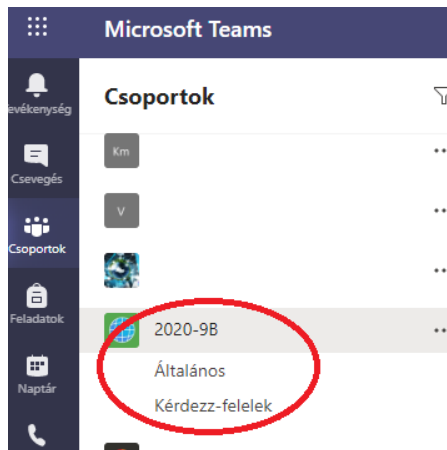 Microsoft Teams
Csoportok
evékenység
Csevegés
Csoportok
Feladatok
Naptár
Km
V
2020-9B
Általános
Kérdezz-felelek